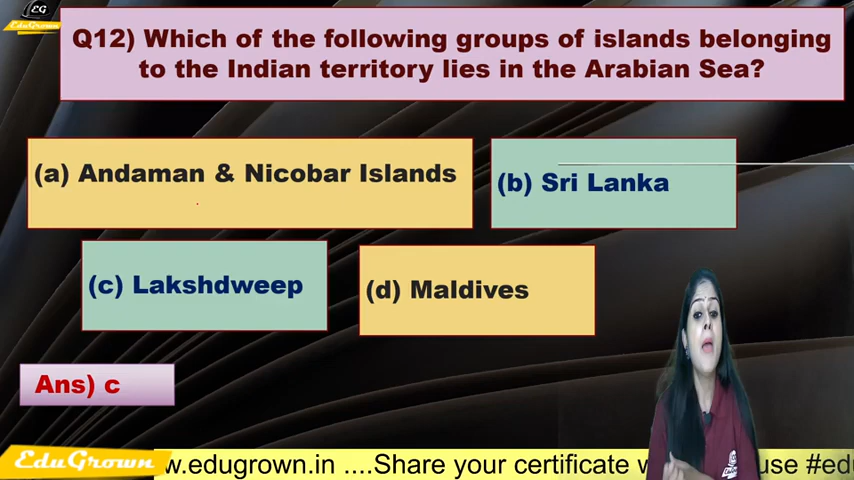 EG
EduGrown
Q12) Which of the following groups of islands belonging
to the Indian territory lies in the Arabian Sea?
(a) Andaman & Nicobar Islands
(b) Sri Lanka
(c) Lakshdweep
(d) Maldives
Ans) c
EduGrown
w.edugrown.in ....Share your certificate w use #edu